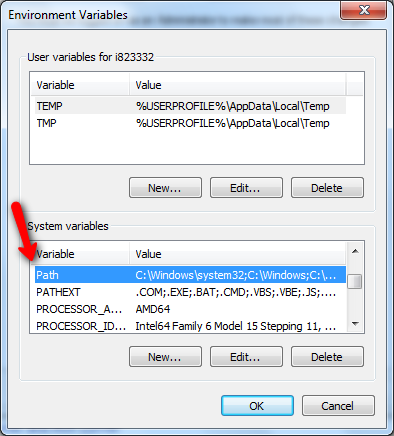 Environment Variables
User variables for i823332
Variable Value
TEMP %USERPROFILE%\AppData\Local\Temp
TMP %USERPROFILE%\AppData\Local\Temp
New... Edit... Delete
System variables
Variable Value
Path C:\Windows\system32;C:\Windows;C:\...
PATHEXT .COM;.EXE;.BAT;.CMD;.VBS;.VBE;.JS;....
PROCESSOR_A... AMD64
PROCESSOR_ID... Intel64 Family 6 Model 15 Stepping 11, ...
New... Edit... Delete
OK Cancel